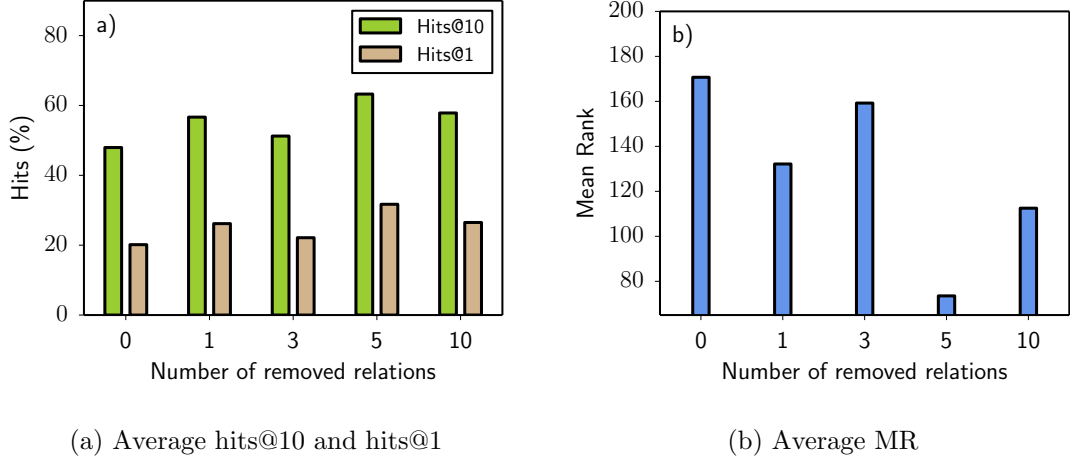 a)
Hits@10
Hits@1
80
60
40
20
0
Hits (%)
0 1 3 5 10
Number of removed relations
b)
200
180
160
140
120
100
80
Mean Rank
0 1 3 5 10
Number of removed relations
(a) Average hits@10 and hits@1
(b) Average MR